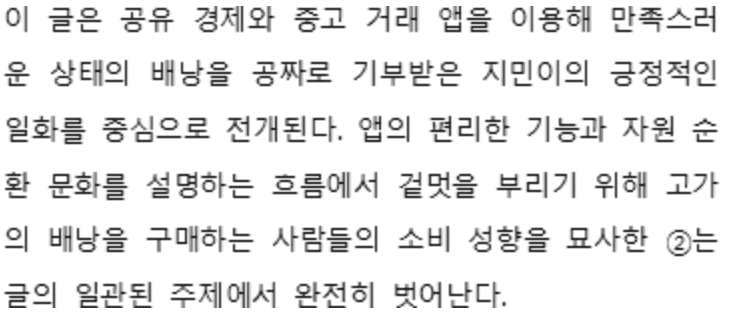 이 글은 공유 경제와 중고 거래 앱을 이용해 만족스러
운 상태의 배낭을 공짜로 기부받은 지민이의 긍정적인
일화를 중심으로 전개된다. 앱의 편리한 기능과 자원 순
환 문화를 설명하는 흐름에서 겉멋을 부리기 위해 고가
의 배낭을 구매하는 사람들의 소비 성향을 묘사한 ②는
글의 일관된 주제에서 완전히 벗어난다.